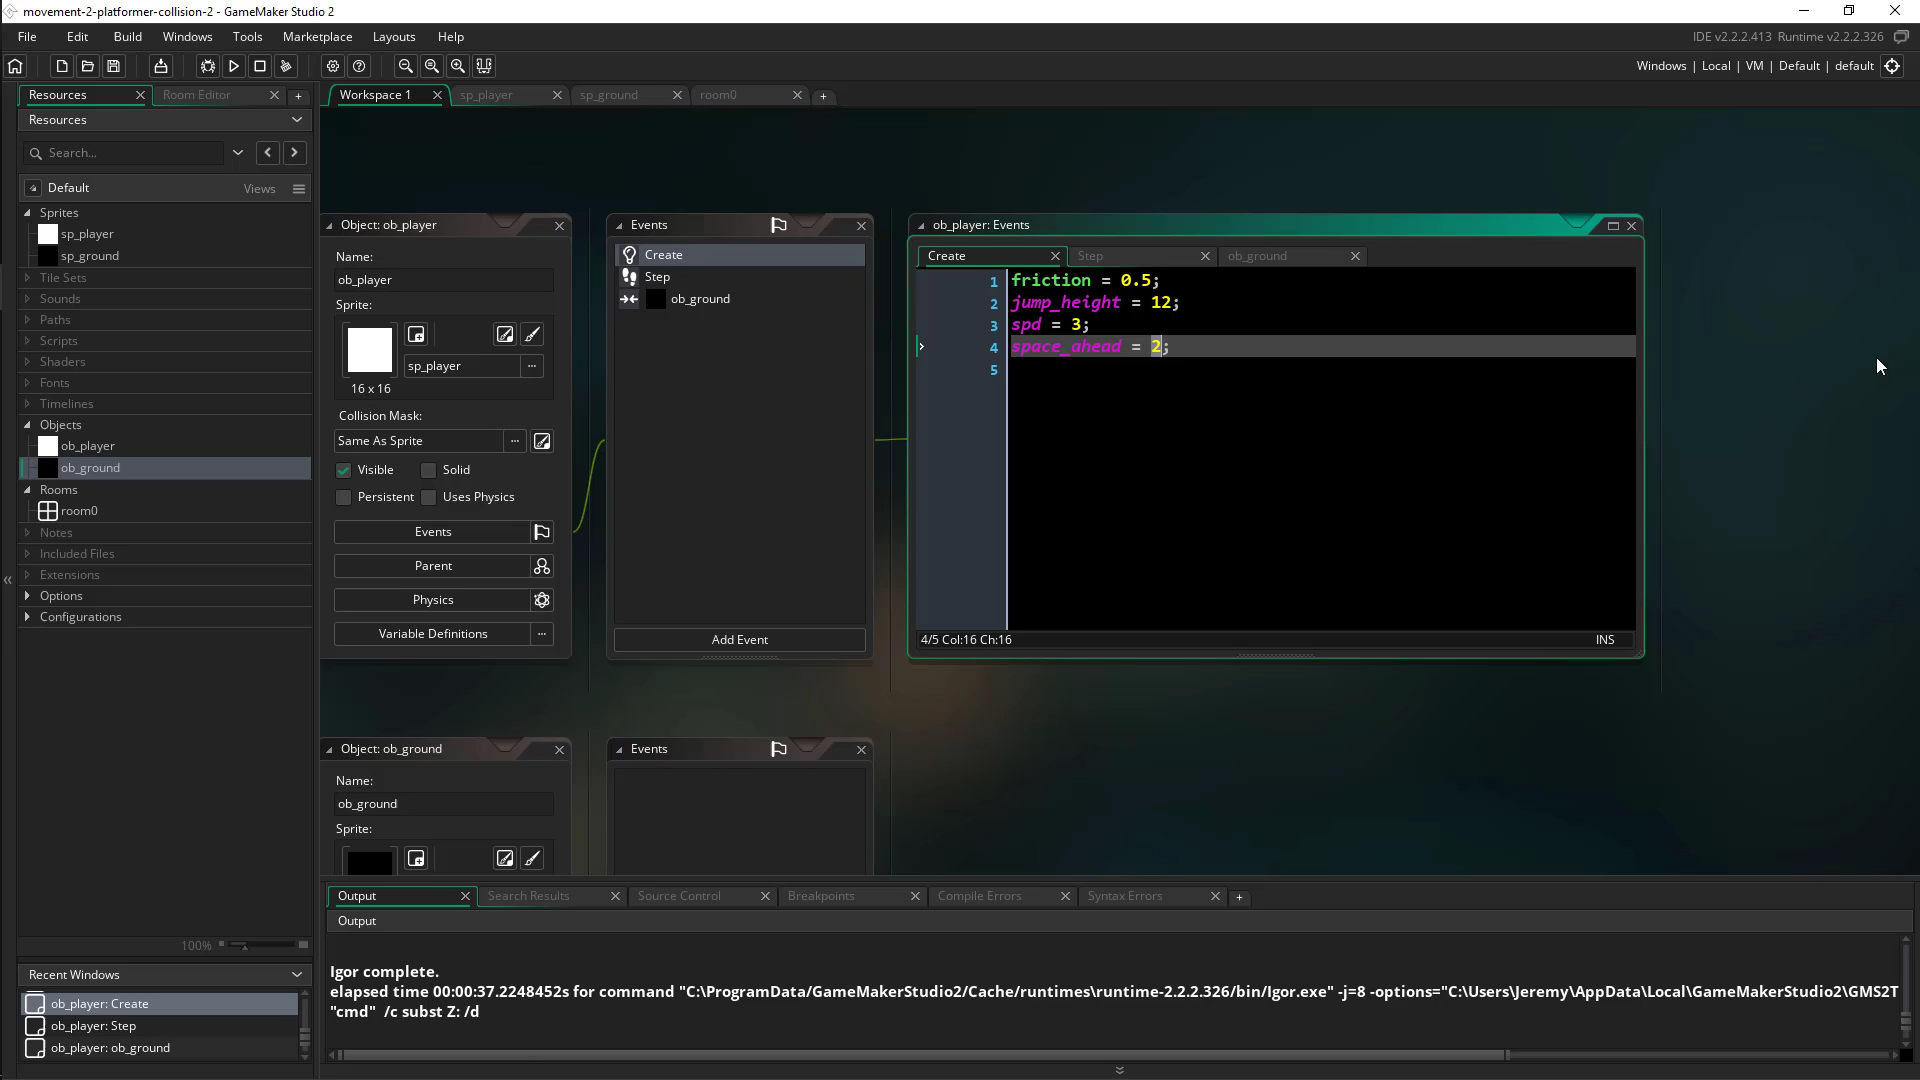 movement-2-platformer-collision-2 - GameMaker Studio 2
File Edit Build Windows Tools Marketplace Layouts Help
IDE v2.2.2.413 Runtime v2.2.2.326
Windows | Local | VM | Default | default
Resources Room Editor
Workspace 1 sp_player sp_ground room0
Resources
Search...
Default Views
Sprites
sp_player
sp_ground
Tile Sets
Sounds
Paths
Scripts
Shaders
Fonts
Timelines
Objects
ob_player
ob_ground
Rooms
room0
Notes
Included Files
Extensions
Options
Configurations
100%
Recent Windows
ob_player: Create
ob_player: Step
ob_player: ob_ground
Object: ob_player
Name:
ob_player
Sprite:
sp_player
16 x 16
Collision Mask:
Same As Sprite
Visible Solid
Persistent Uses Physics
Events
Parent
Physics
Variable Definitions
Events
Create
Step
ob_ground
Add Event
ob_player: Events
Create Step ob_ground
1 friction = 0.5;
2 jump_height = 12;
3 spd = 3;
4 space_ahead = 2;
5
4/5 Col:16 Ch:16 INS
Object: ob_ground
Name:
ob_ground
Sprite:
Events
Output Search Results Source Control Breakpoints Compile Errors Syntax Errors
Output
Igor complete.
elapsed time 00:00:37.2248452s for command "C:\ProgramData/GameMakerStudio2/Cache/runtimes\runtime-2.2.2.326/bin/Igor.exe" -j=8 -options="C:\Users\Jeremy\AppData\Local\GameMakerStudio2\GMS2T
"cmd" /c subst Z: /d